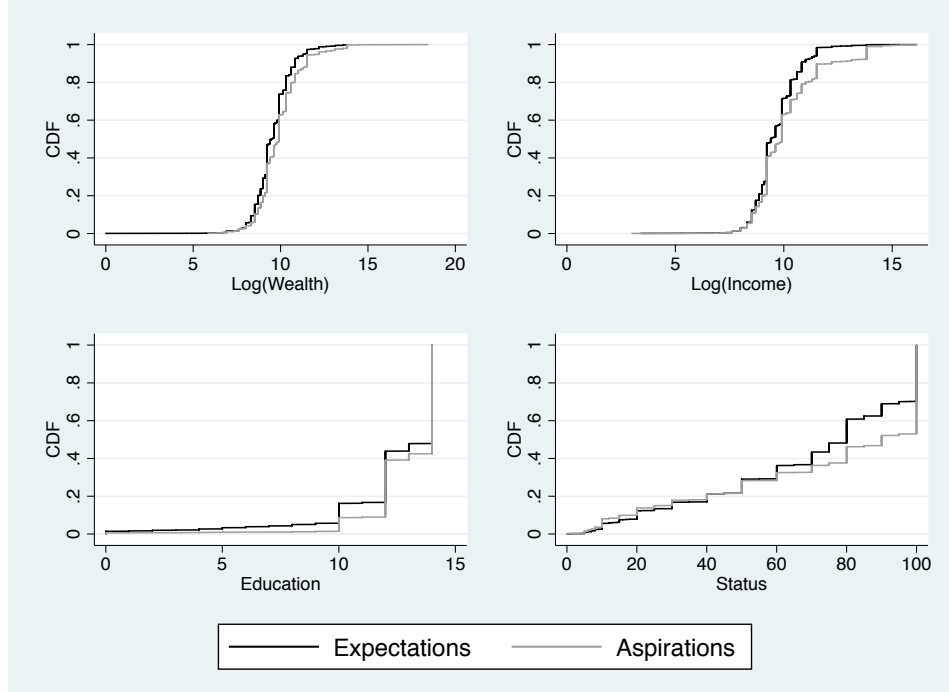 CDF
0 .2 .4 .6 .8 1
0 5 10 15 20
Log(Wealth)
CDF
0 .2 .4 .6 .8 1
0 5 10 15
Log(Income)
CDF
0 .2 .4 .6 .8 1
0 5 10 15
Education
CDF
0 .2 .4 .6 .8 1
0 20 40 60 80 100
Status
Expectations Aspirations